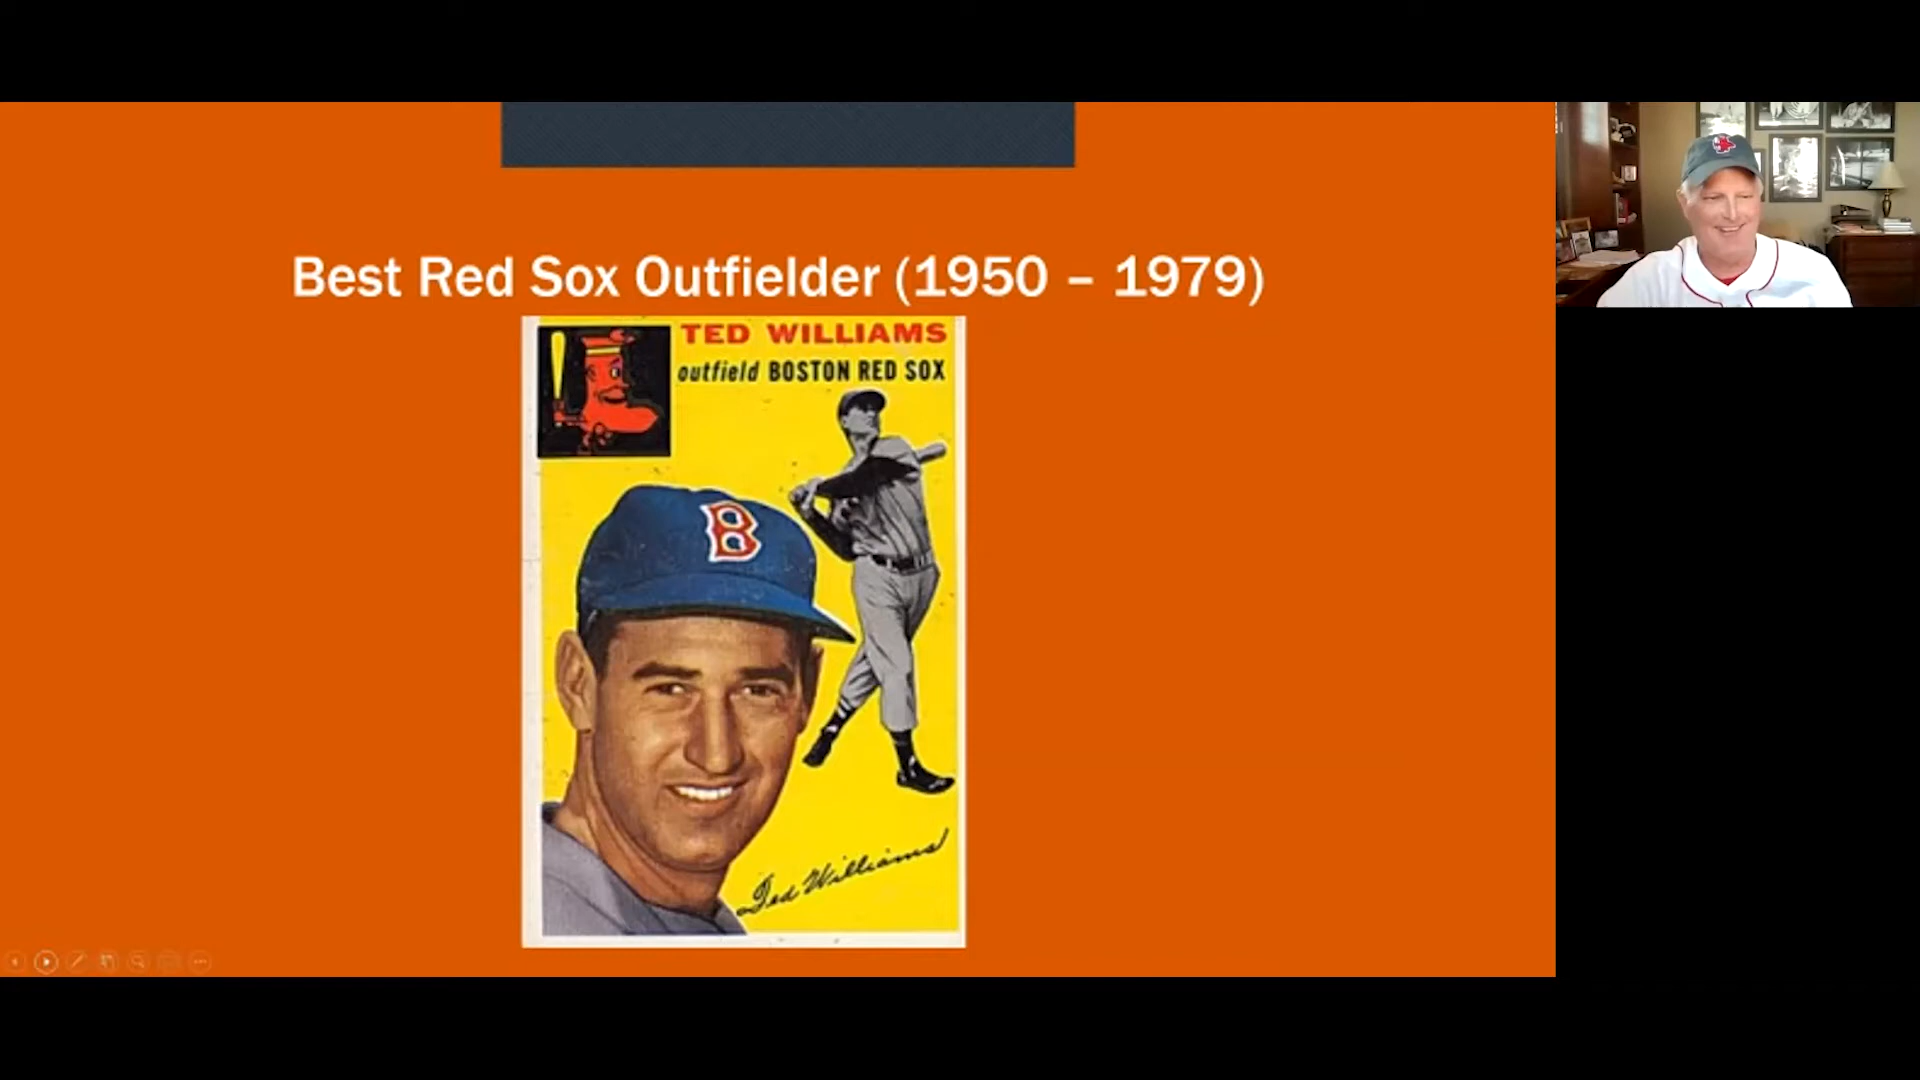 Best Red Sox Outfielder (1950 – 1979)
TED WILLIAMS
outfield BOSTON RED SOX
B
Ted Williams